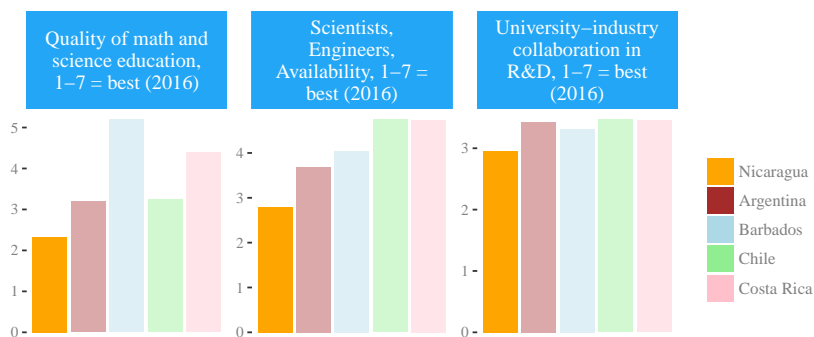 Quality of math and
science education,
1−7 = best (2016)
Scientists,
Engineers,
Availability, 1−7 =
best (2016)
University−industry
collaboration in
R&D, 1−7 = best
(2016)
5
4
3
2
1
0
4
3
2
1
0
3
2
1
0
Nicaragua
Argentina
Barbados
Chile
Costa Rica